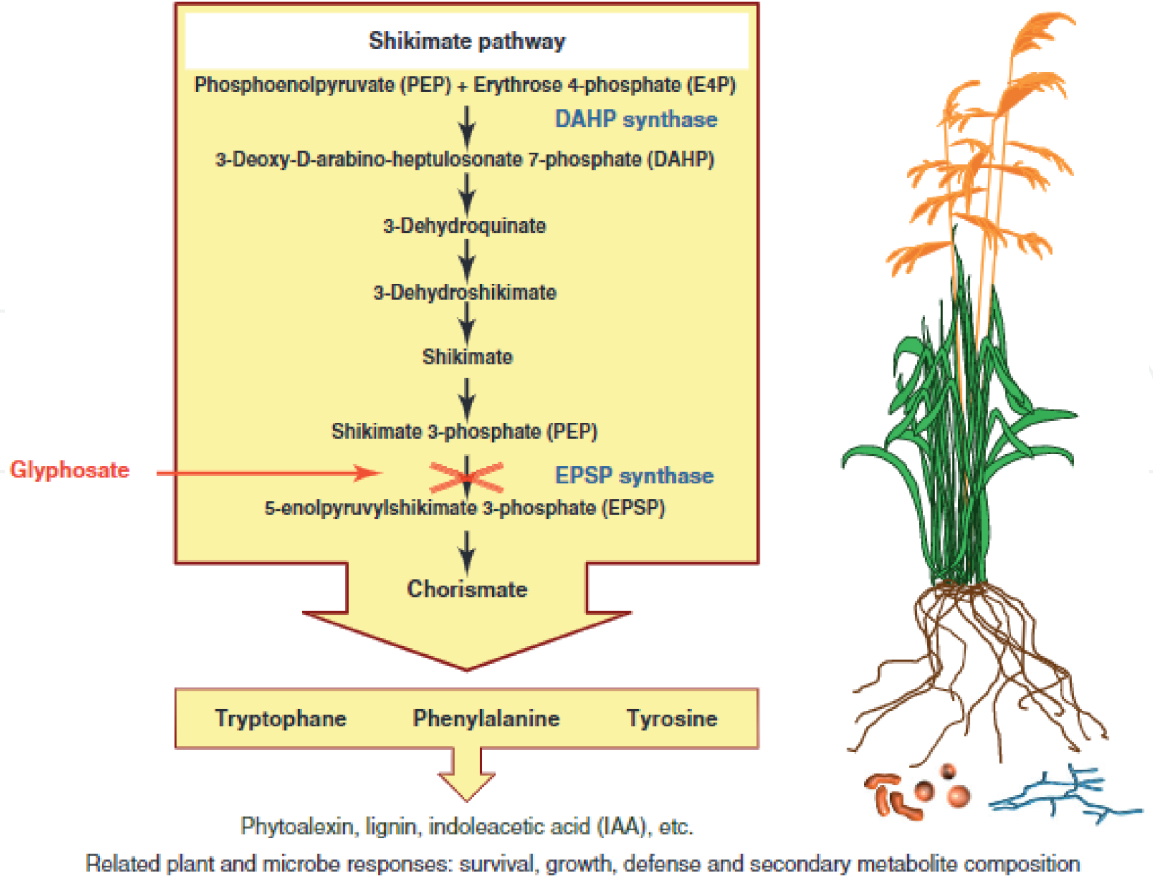 Shikimate pathway
Phosphoenolpyruvate (PEP) + Erythrose 4-phosphate (E4P)
DAHP synthase
3-Deoxy-D-arabino-heptulosonate 7-phosphate (DAHP)
3-Dehydroquinate
3-Dehydroshikimate
Shikimate
Shikimate 3-phosphate (PEP)
Glyphosate
EPSP synthase
5-enolpyruvylshikimate 3-phosphate (EPSP)
Chorismate
Tryptophane Phenylalanine Tyrosine
Phytoalexin, lignin, indoleacetic acid (IAA), etc.
Related plant and microbe responses: survival, growth, defense and secondary metabolite composition